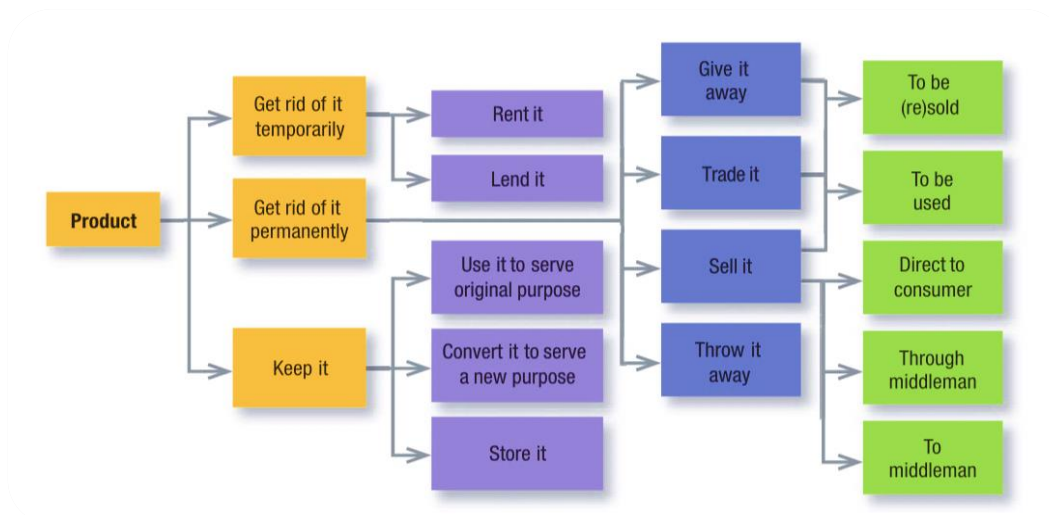 Product
Get rid of it
temporarily
Get rid of it
permanently
Keep it
Rent it
Lend it
Use it to serve
original purpose
Convert it to serve
a new purpose
Store it
Give it
away
Trade it
Sell it
Throw it
away
To be
(re)sold
To be
used
Direct to
consumer
Through
middleman
To
middleman